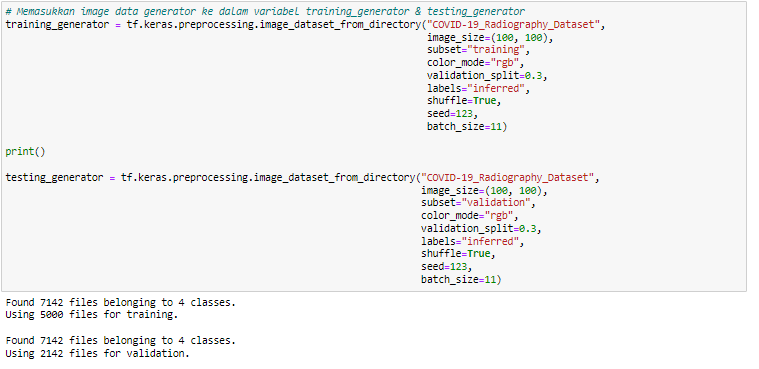 # Memasukkan image data generator ke dalam variabel training_generator & testing_generator
training_generator = tf.keras.preprocessing.image_dataset_from_directory("COVID-19_Radiography_Dataset",
image_size=(100, 100),
subset="training",
color_mode="rgb",
validation_split=0.3,
labels="inferred",
shuffle=True,
seed=123,
batch_size=11)
print()
testing_generator = tf.keras.preprocessing.image_dataset_from_directory("COVID-19_Radiography_Dataset",
image_size=(100, 100),
subset="validation",
color_mode="rgb",
validation_split=0.3,
labels="inferred",
shuffle=True,
seed=123,
batch_size=11)
Found 7142 files belonging to 4 classes.
Using 5000 files for training.
Found 7142 files belonging to 4 classes.
Using 2142 files for validation.